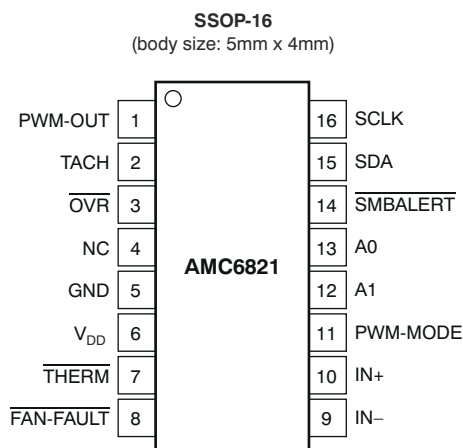 SSOP-16
(body size: 5mm x 4mm)
PWM-OUT 1 16 SCLK
TACH 2 15 SDA
OVR 3 14 SMBALERT
NC 4 13 A0
AMC6821
GND 5 12 A1
VDD 6 11 PWM-MODE
THERM 7 10 IN+
FAN-FAULT 8 9 IN−